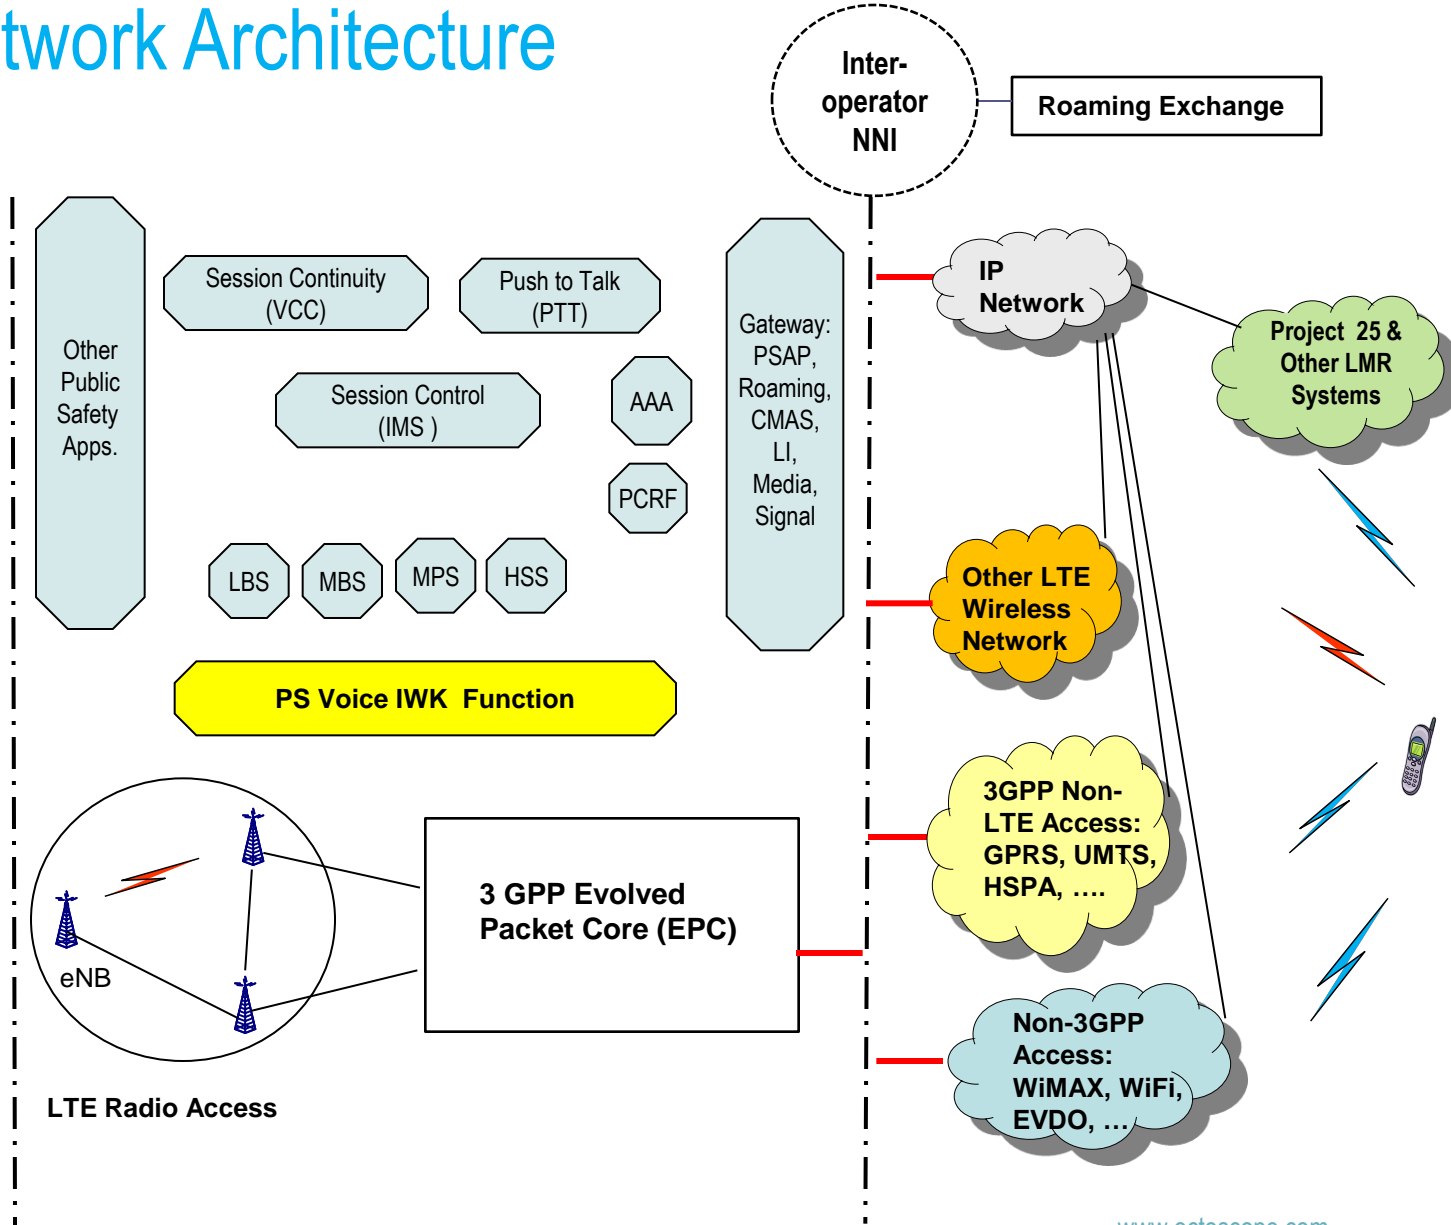 twork Architecture
Inter-
operator
NNI
Roaming Exchange
Other
Public
Safety
Apps.
Session Continuity
(VCC)
Push to Talk
(PTT)
Session Control
(IMS )
AAA
PCRF
LBS
MBS
MPS
HSS
Gateway:
PSAP,
Roaming,
CMAS,
LI,
Media,
Signal
PS Voice IWK  Function
eNB
LTE Radio Access
3 GPP Evolved
Packet Core (EPC)
IP
Network
Project  25 &
Other LMR
Systems
Other LTE
Wireless
Network
3GPP Non-
LTE Access:
GPRS, UMTS,
HSPA, ….
Non-3GPP
Access:
WiMAX, WiFi,
EVDO, …
www.octoscope.com